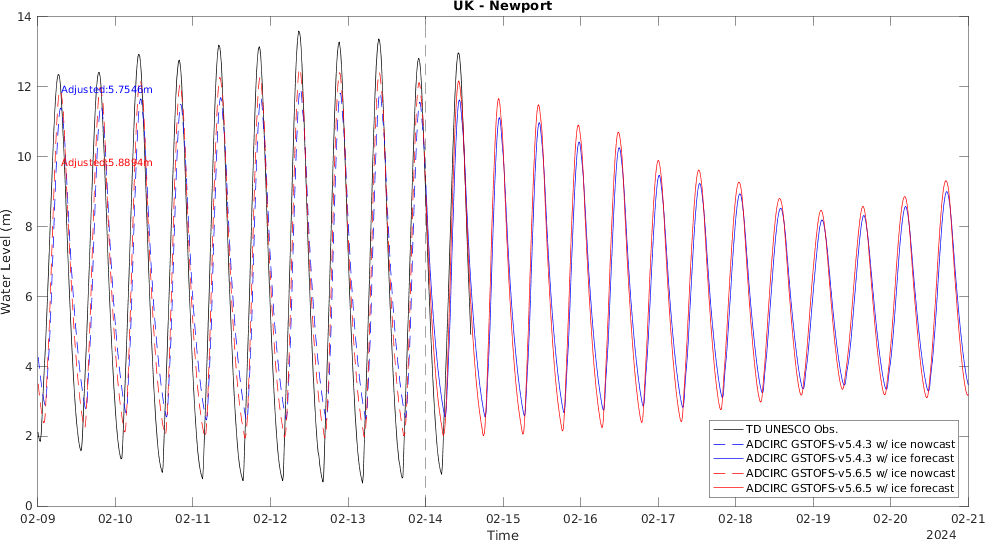 UK - Newport
14
12
10
8
6
4
2
0
Water Level (m)
Adjusted:5.7546m
Adjusted:5.8894m
TD UNESCO Obs.
ADCIRC GSTOFS-v5.4.3 w/ ice nowcast
ADCIRC GSTOFS-v5.4.3 w/ ice forecast
ADCIRC GSTOFS-v5.6.5 w/ ice nowcast
ADCIRC GSTOFS-v5.6.5 w/ ice forecast
02-09 02-10 02-11 02-12 02-13 02-14 02-15 02-16 02-17 02-18 02-19 02-20 02-21
Time
2024